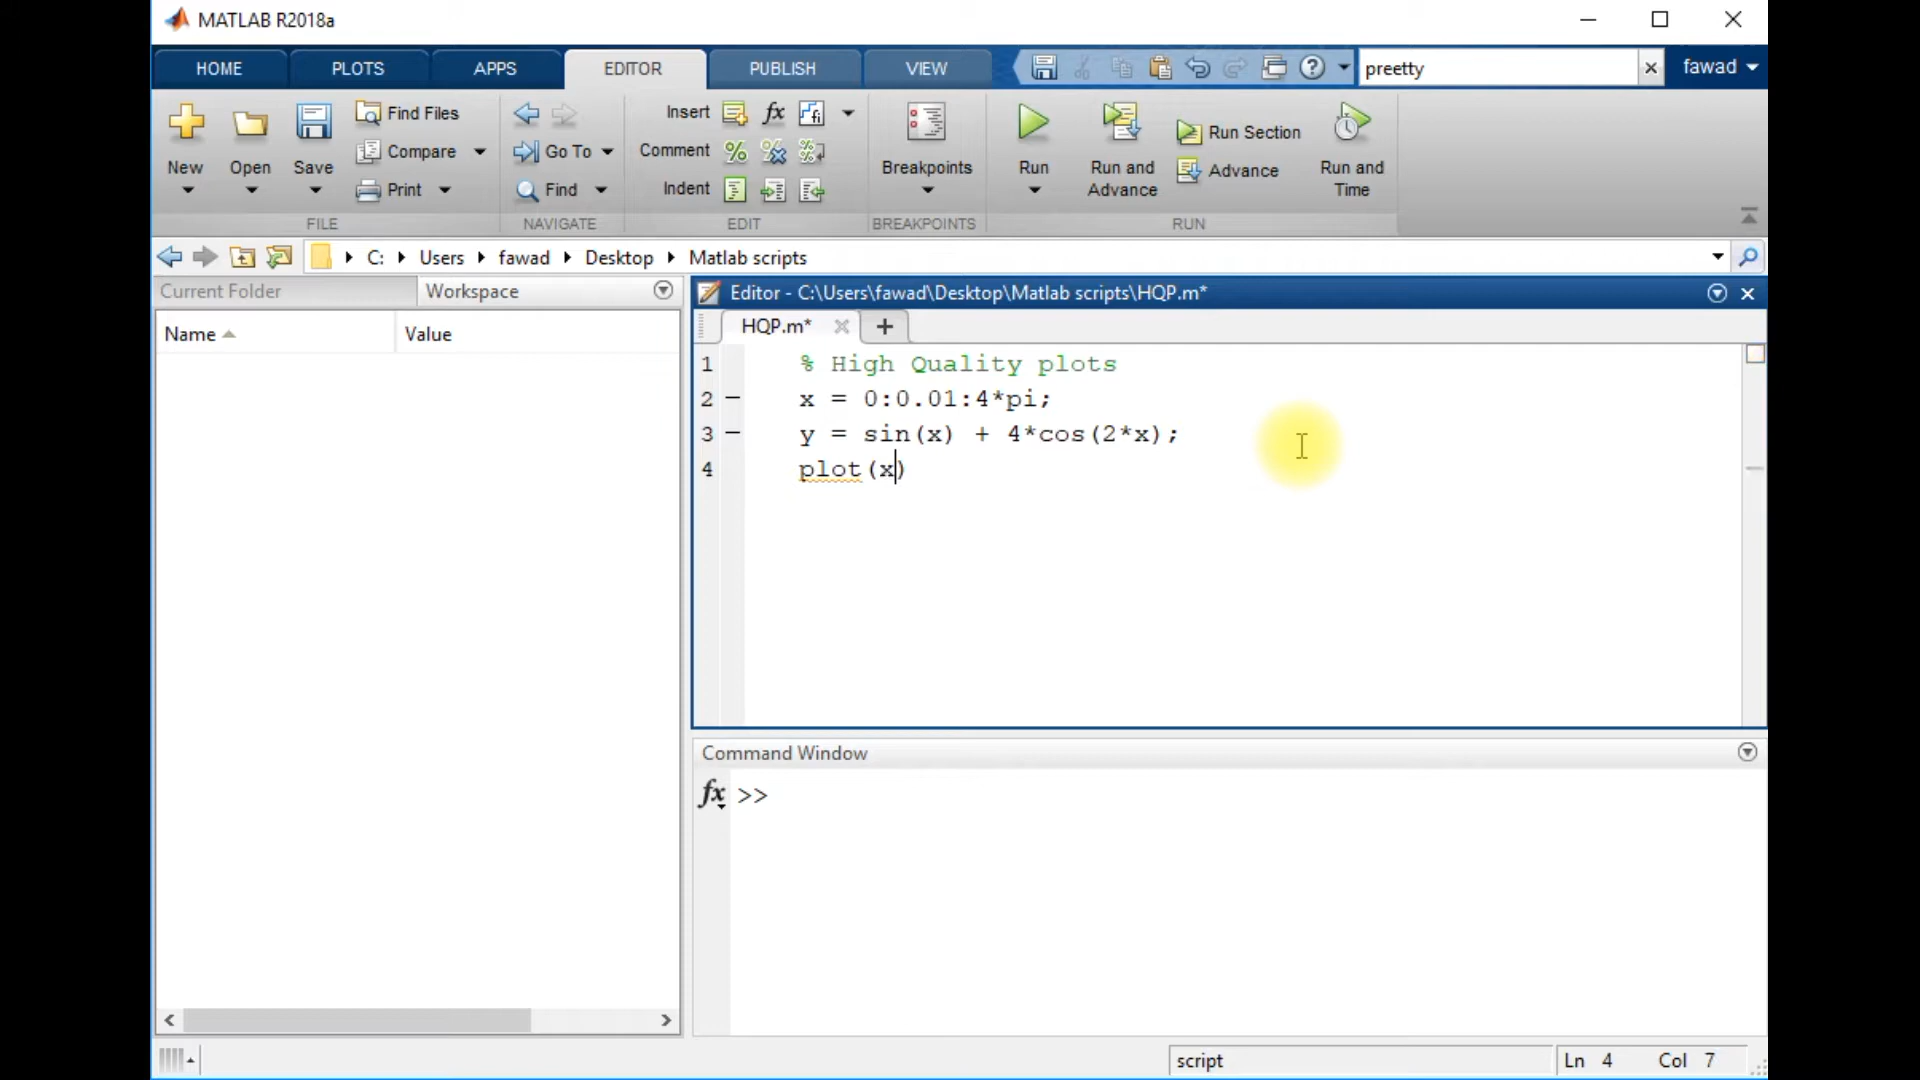 MATLAB R2018a
HOME PLOTS APPS EDITOR PUBLISH VIEW preetty fawad
New Open Save Find Files Compare Print Go To Find Insert fx fi Comment Indent Breakpoints Run Run and Advance Run Section Advance Run and Time
FILE NAVIGATE EDIT BREAKPOINTS RUN
C: Users fawad Desktop Matlab scripts
Current Folder Workspace
Name Value
Editor - C:\Users\fawad\Desktop\Matlab scripts\HQP.m*
HQP.m*
1 % High Quality plots
2 – x = 0:0.01:4*pi;
3 – y = sin(x) + 4*cos(2*x);
4 plot(x)
Command Window
fx >>
script Ln 4 Col 7